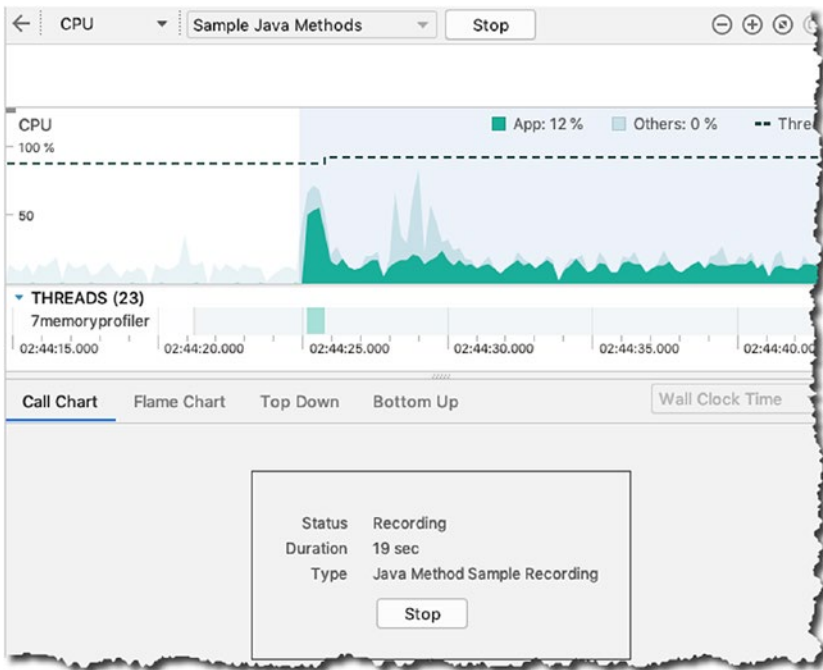 CPU Sample Java Methods Stop
CPU App: 12 % Others: 0 % Thre
100 %
50
THREADS (23)
7memoryprofiler
02:44:15.000 02:44:20.000 02:44:25.000 02:44:30.000 02:44:35.000 02:44:40.00
Call Chart Flame Chart Top Down Bottom Up Wall Clock Time
Status Recording
Duration 19 sec
Type Java Method Sample Recording
Stop